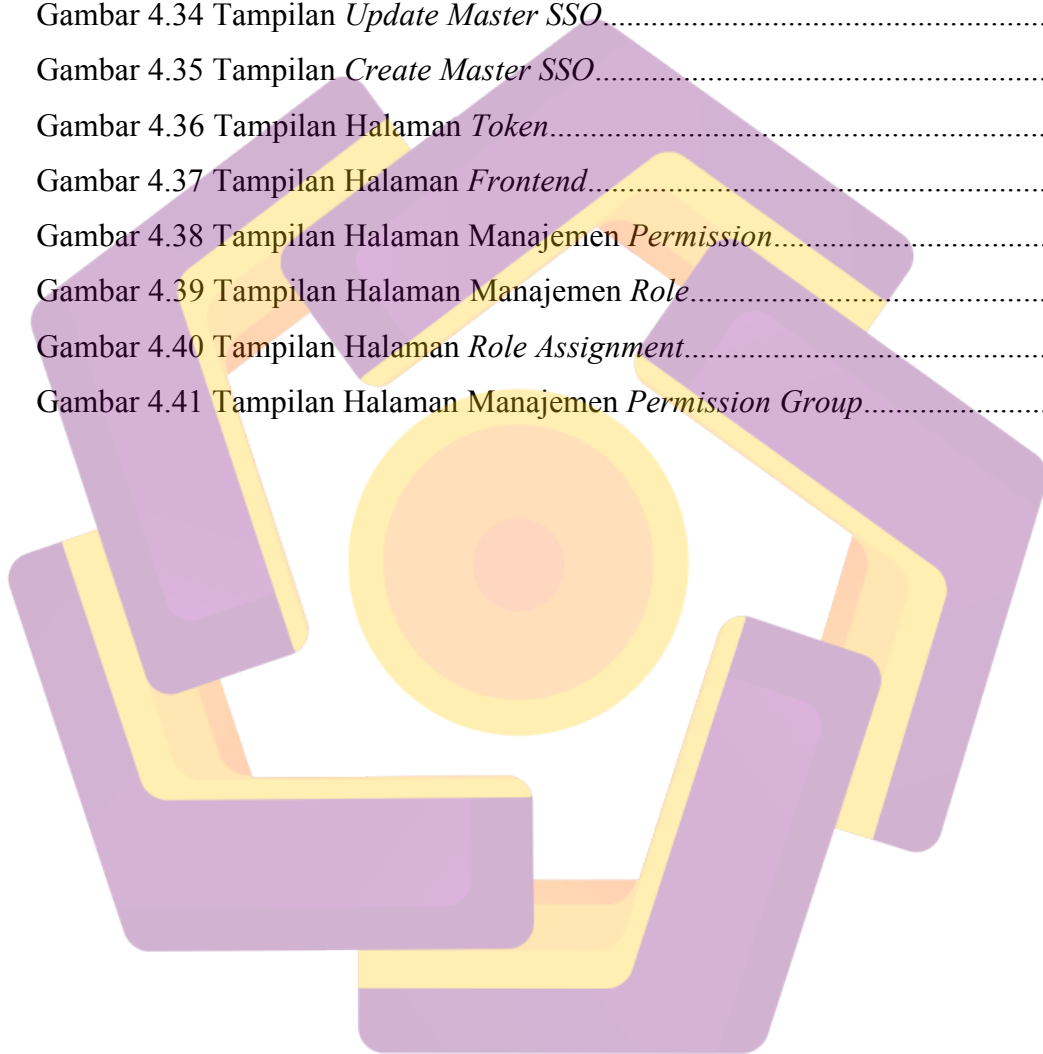 Gambar 4.34 Tampilan Update Master SSO..........................................................
Gambar 4.35 Tampilan Create Master SSO...........................................................
Gambar 4.36 Tampilan Halaman Token................................................................
Gambar 4.37 Tampilan Halaman Frontend...........................................................
Gambar 4.38 Tampilan Halaman Manajemen Permission...................................
Gambar 4.39 Tampilan Halaman Manajemen Role..............................................
Gambar 4.40 Tampilan Halaman Role Assignment..............................................
Gambar 4.41 Tampilan Halaman Manajemen Permission Group.......................